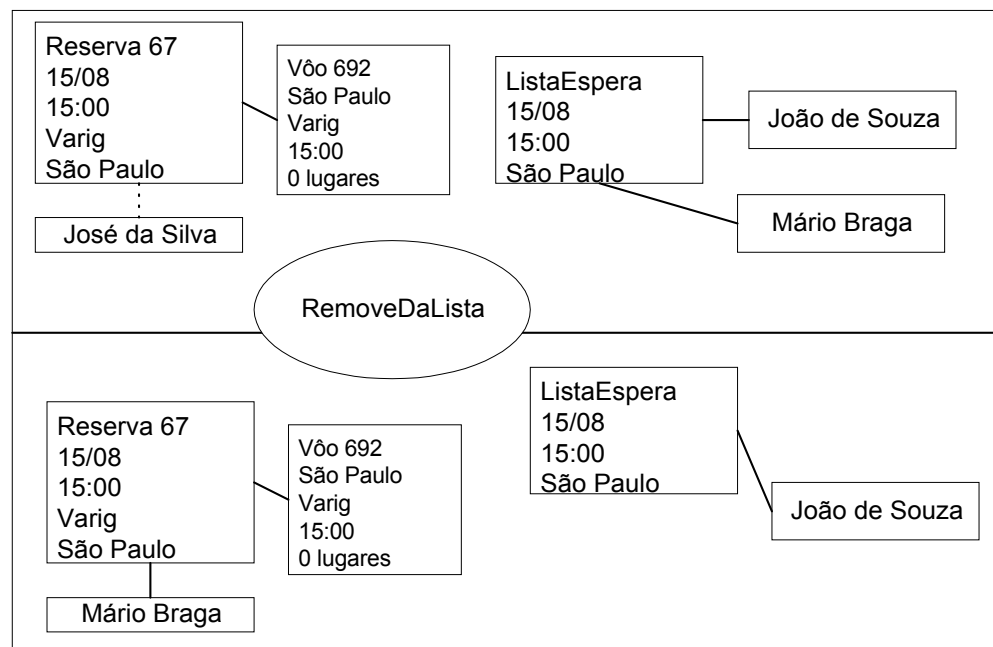 Reserva 67
15/08
15:00
Varig
São Paulo
José da Silva
Vôo 692
São Paulo
Varig
15:00
0 lugares
ListaEspera
15/08
15:00
São Paulo
João de Souza
Mário Braga
RemoveDaLista
Reserva 67
15/08
15:00
Varig
São Paulo
Mário Braga
Vôo 692
São Paulo
Varig
15:00
0 lugares
ListaEspera
15/08
15:00
São Paulo
João de Souza